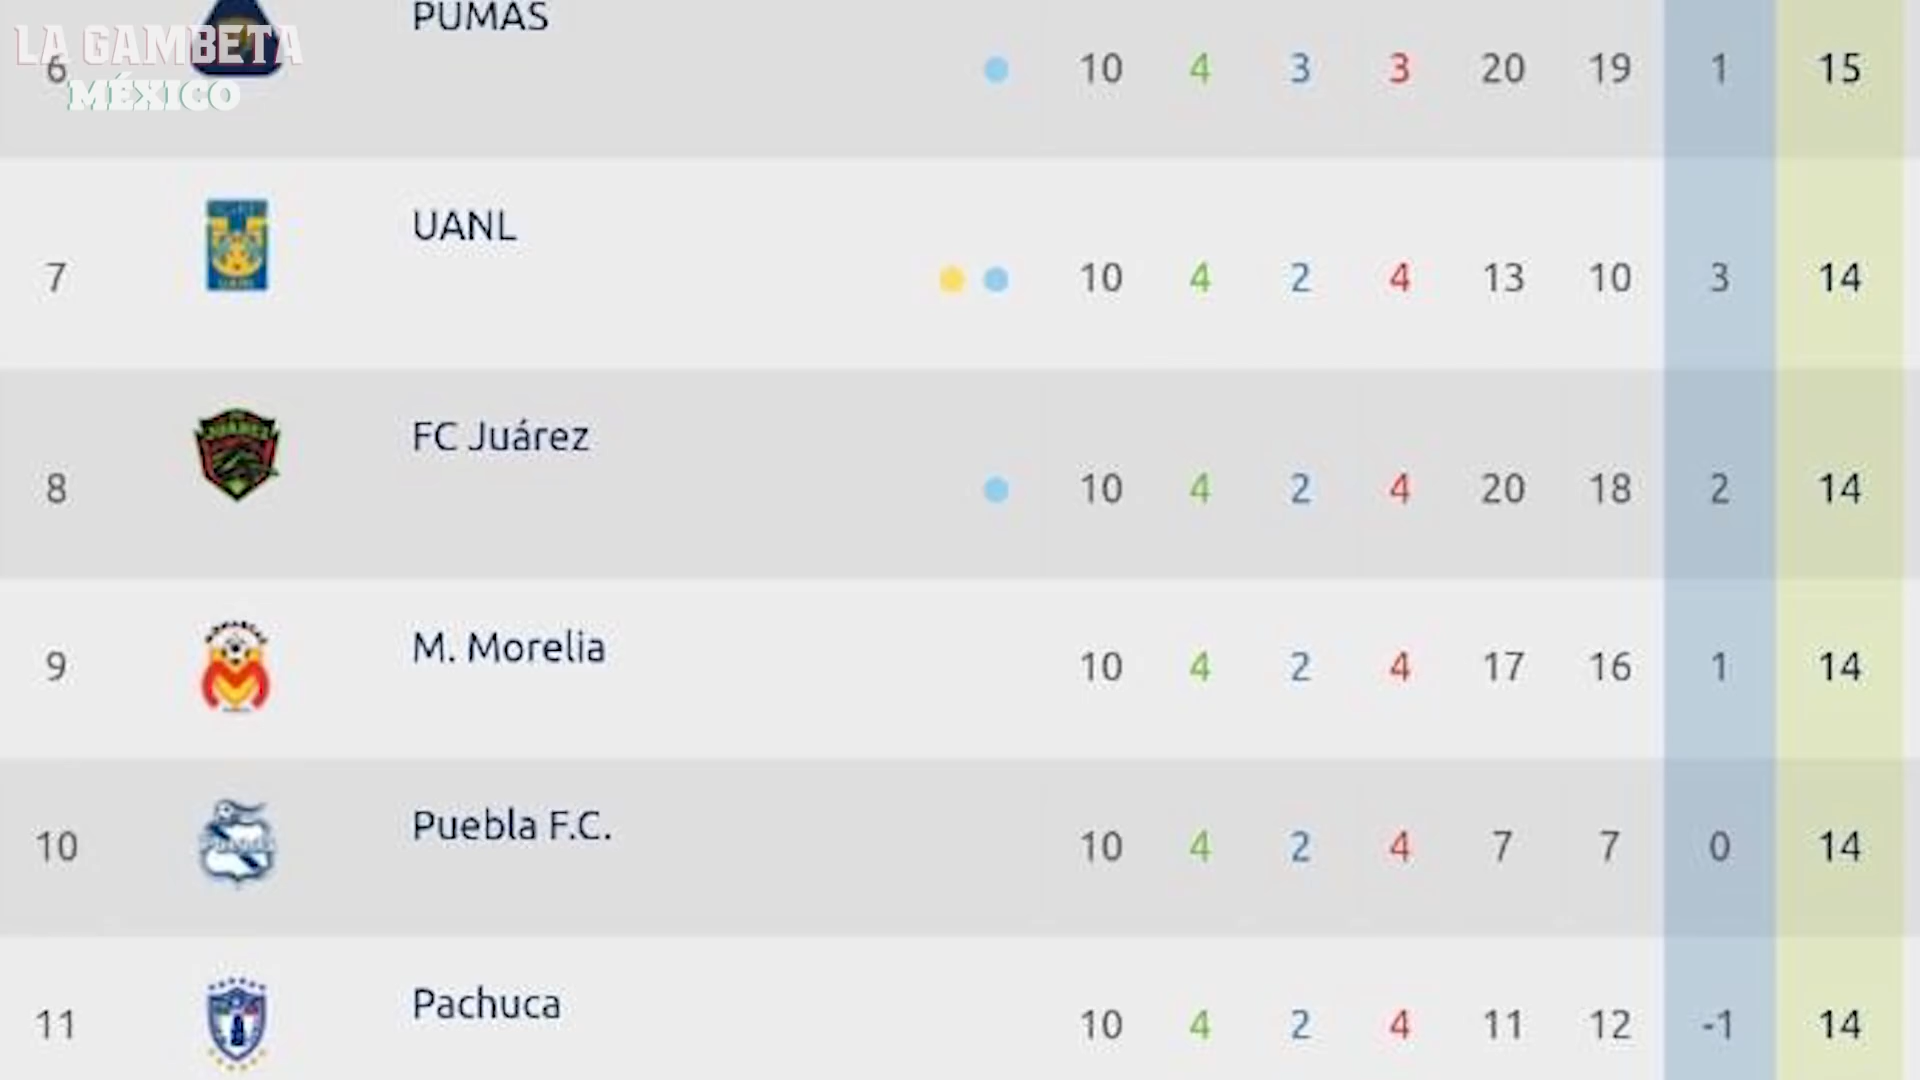 LA GAMBETA
MÉXICO
PUMAS
6 10 4 3 3 20 19 1 15
UANL
7 10 4 2 4 13 10 3 14
JUÁREZ
FC Juárez
8 10 4 2 4 20 18 2 14
M. Morelia
9 10 4 2 4 17 16 1 14
Puebla F.C.
10 10 4 2 4 7 7 0 14
Pachuca
11 10 4 2 4 11 12 -1 14